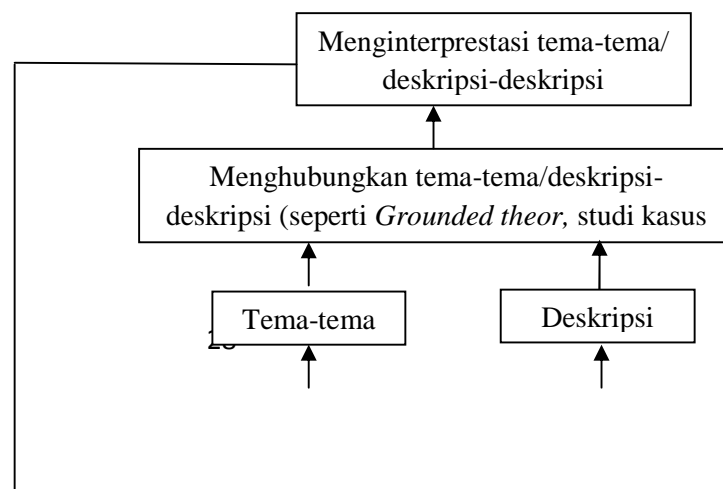 Menginterprestasi tema-tema/
deskripsi-deskripsi
Menghubungkan tema-tema/deskripsi-
deskripsi (seperti Grounded theor, studi kasus
Tema-tema
Deskripsi